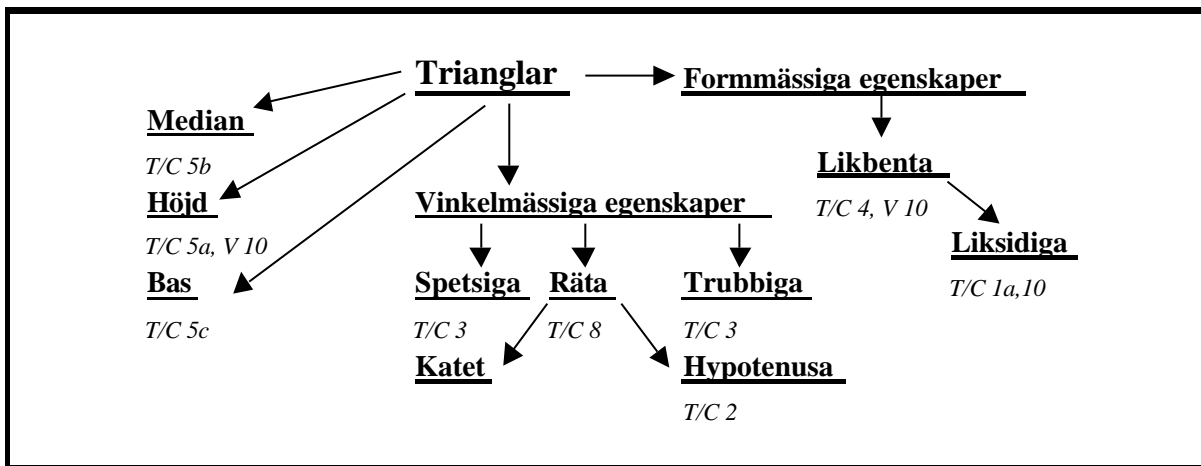 Trianglar
Formmässiga egenskaper
Median
T/C 5b
Likbenta
T/C 4, V 10
Höjd
T/C 5a, V 10
Vinkelmässiga egenskaper
Liksidiga
T/C 1a,10
Bas
T/C 5c
Spetsiga
T/C 3
Räta
T/C 8
Trubbiga
T/C 3
Katet
Hypotenusa
T/C 2